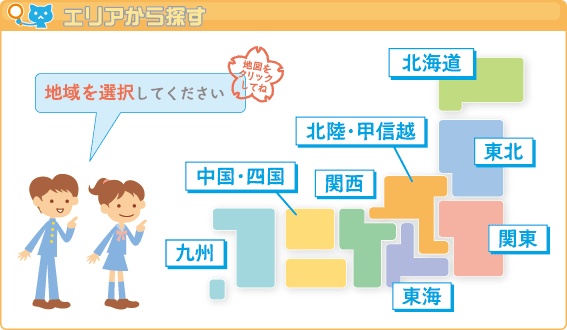 エリアから探す
地域を選択してください
地図を
クリック
してね
北海道
北陸・甲信越
東北
中国・四国
関西
関東
九州
東海